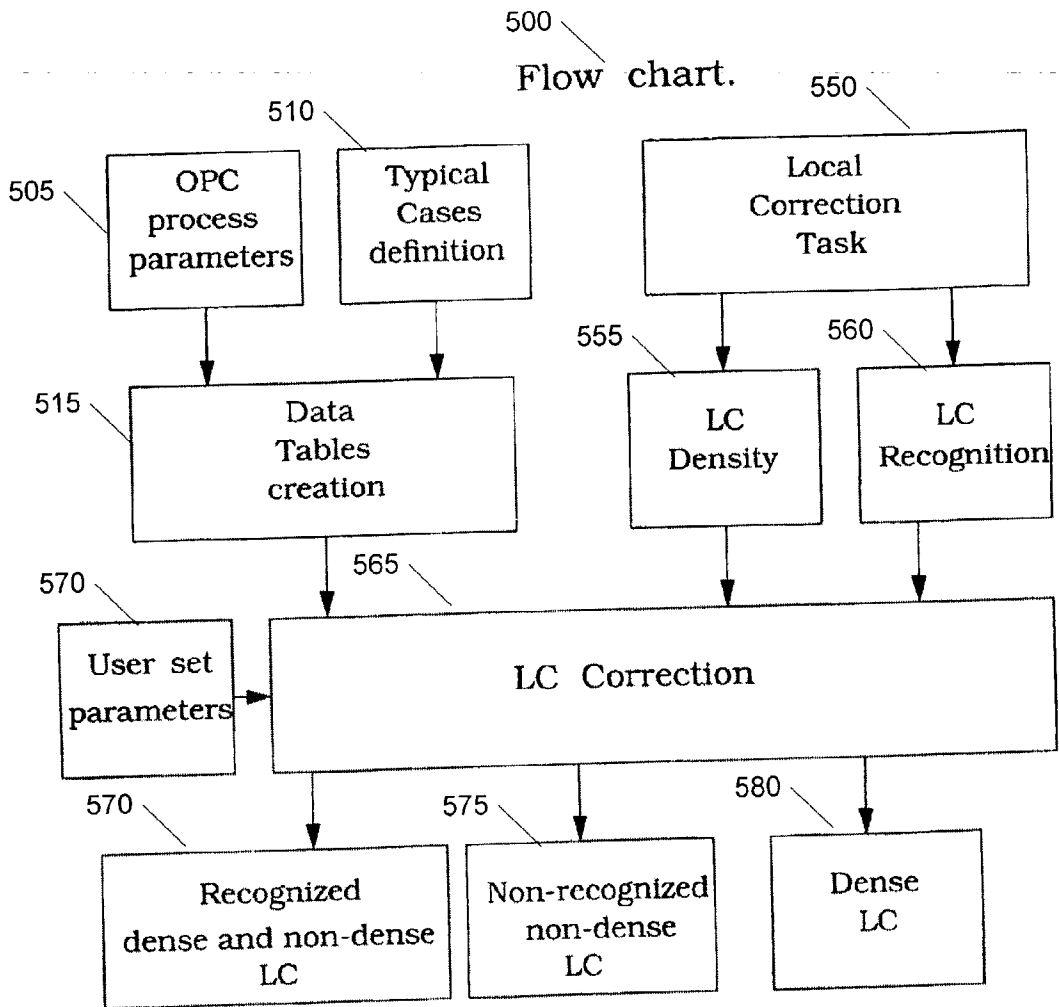 500
Flow chart.
510
550
505
OPC
process
parameters
Typical
Cases
definition
Local
Correction
Task
555
560
515
Data
Tables
creation
LC
Density
LC
Recognition
565
570
User set
parameters
LC Correction
570
575
580
Recognized
dense and non-dense
LC
Non-recognized
non-dense
LC
Dense
LC